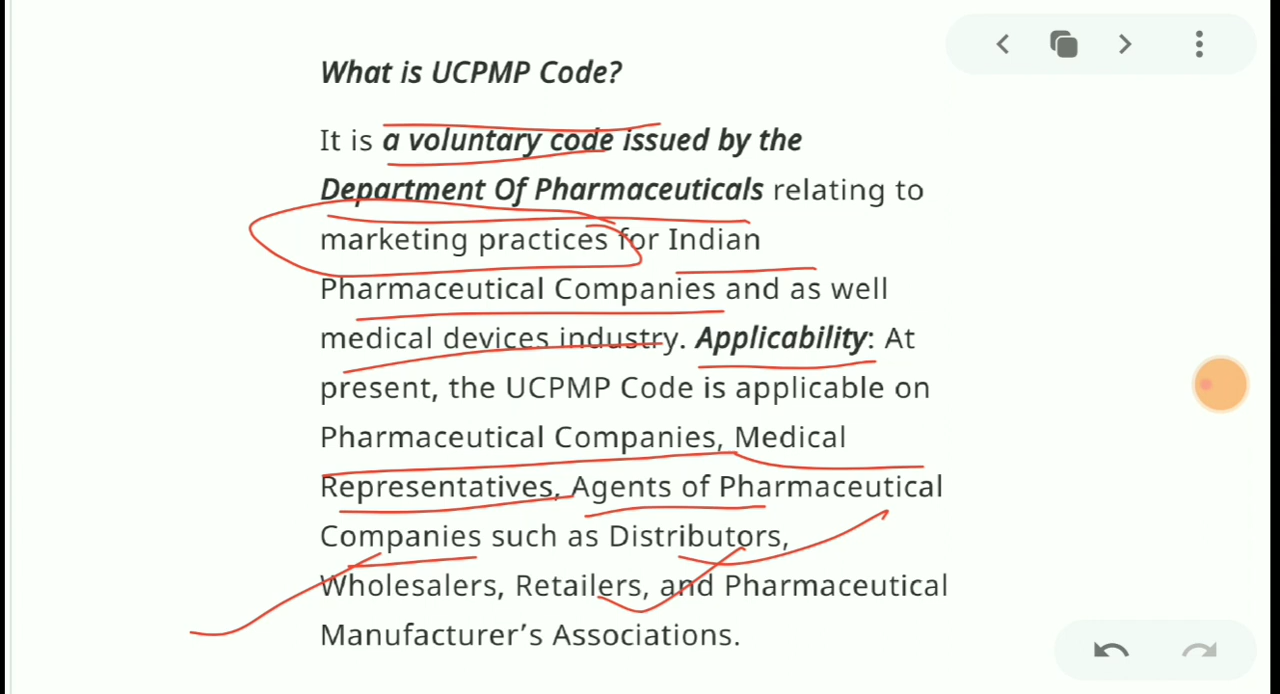 What is UCPMP Code?
It is a voluntary code issued by the
Department Of Pharmaceuticals relating to
marketing practices for Indian
Pharmaceutical Companies and as well
medical devices industry. Applicability: At
present, the UCPMP Code is applicable on
Pharmaceutical Companies, Medical
Representatives, Agents of Pharmaceutical
Companies such as Distributors,
Wholesalers, Retailers, and Pharmaceutical
Manufacturer’s Associations.